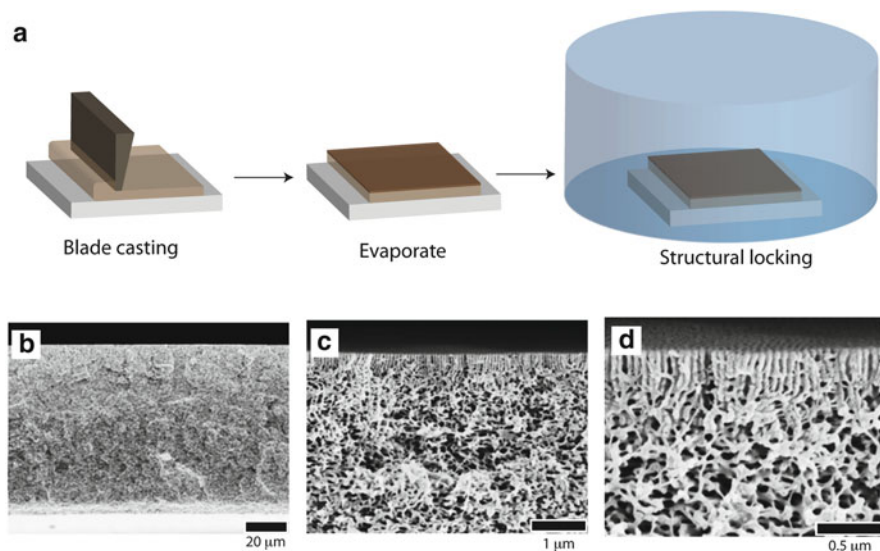 a
Blade casting
Evaporate
Structural locking
b
c
d
20 μm
1 μm
0.5 μm